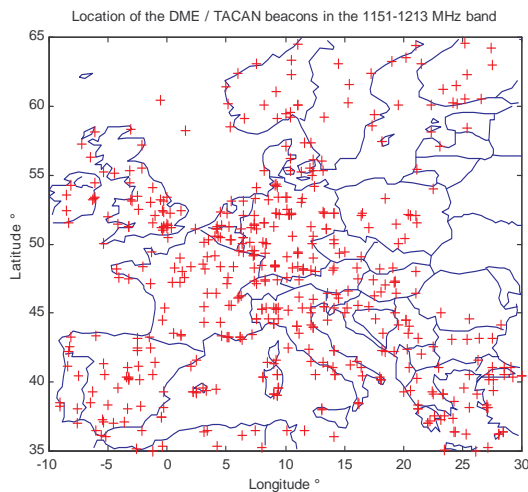 Location of the DME / TACAN beacons in the 1151-1213 MHz band
65
60
55
50
45
40
35
Latitude °
-10 -5 0 5 10 15 20 25 30
Longitude °